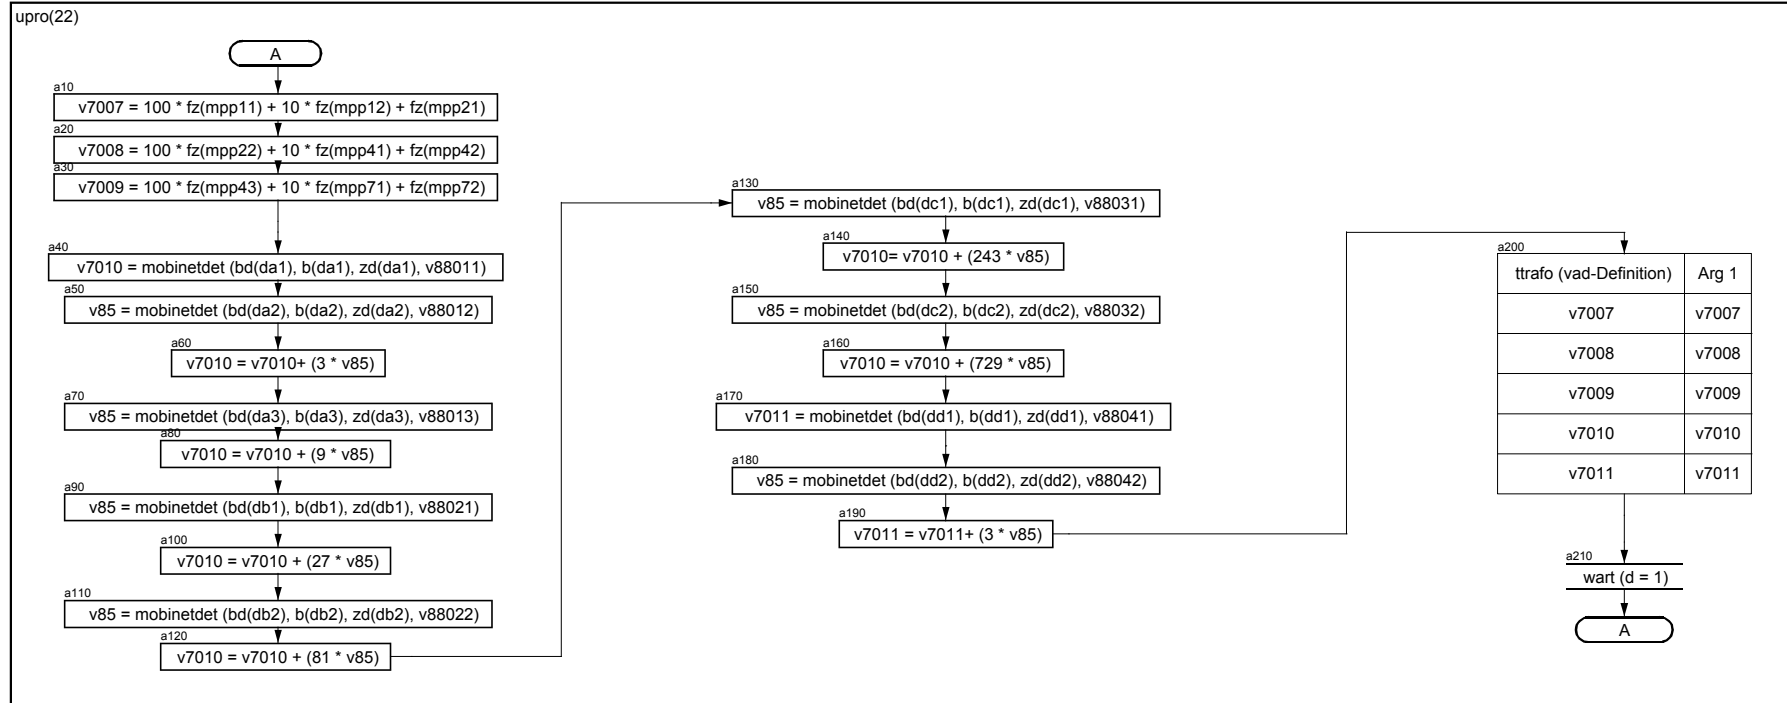 upro(22)
A
a10
v7007 = 100 * fz(mpp11) + 10 * fz(mpp12) + fz(mpp21)
a20
v7008 = 100 * fz(mpp22) + 10 * fz(mpp41) + fz(mpp42)
a30
v7009 = 100 * fz(mpp43) + 10 * fz(mpp71) + fz(mpp72)
a40
v7010 = mobinetdet (bd(da1), b(da1), zd(da1), v88011)
a50
v85 = mobinetdet (bd(da2), b(da2), zd(da2), v88012)
a60
v7010 = v7010+ (3 * v85)
a70
v85 = mobinetdet (bd(da3), b(da3), zd(da3), v88013)
a80
v7010 = v7010 + (9 * v85)
a90
v85 = mobinetdet (bd(db1), b(db1), zd(db1), v88021)
a100
v7010 = v7010 + (27 * v85)
a110
v85 = mobinetdet (bd(db2), b(db2), zd(db2), v88022)
a120
v7010 = v7010 + (81 * v85)
a130
v85 = mobinetdet (bd(dc1), b(dc1), zd(dc1), v88031)
a140
v7010= v7010 + (243 * v85)
a150
v85 = mobinetdet (bd(dc2), b(dc2), zd(dc2), v88032)
a160
v7010 = v7010 + (729 * v85)
a170
v7011 = mobinetdet (bd(dd1), b(dd1), zd(dd1), v88041)
a180
v85 = mobinetdet (bd(dd2), b(dd2), zd(dd2), v88042)
a190
v7011 = v7011+ (3 * v85)
a200
ttrafo (vad-Definition) Arg 1
v7007 v7007
v7008 v7008
v7009 v7009
v7010 v7010
v7011 v7011
a210
wart (d = 1)
A